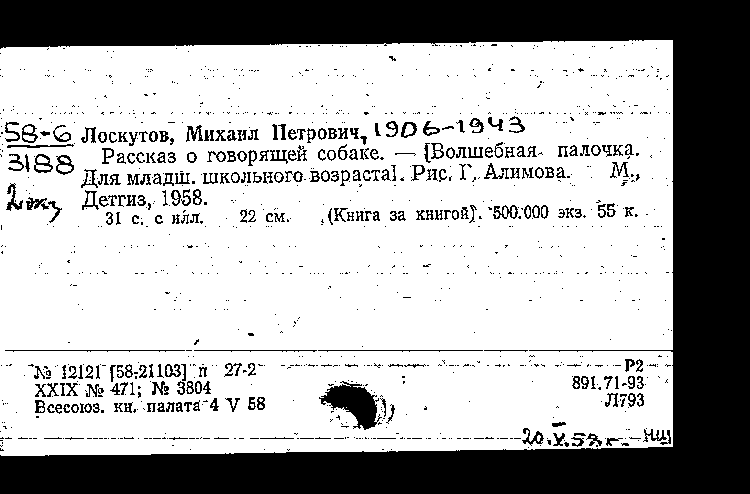 58-6 Лоскутов, Михаил Петрович, 1906-1943
3188 Рассказ о говорящей собаке. — [Волшебная палочка.
Для младш. школьного возраста]. Рис. Г. Алимова. М.,
2 экз Детгиз, 1958.
31 с. с илл. 22 см. (Книга за книгой). 500.000 экз. 55 к.
№ 12121 [58-21103] п 27-2 Р2
XXIX № 471; № 3804 891.71-93
Всесоюз. кн. палата 4 V 58 Л793
20.V.58 г.